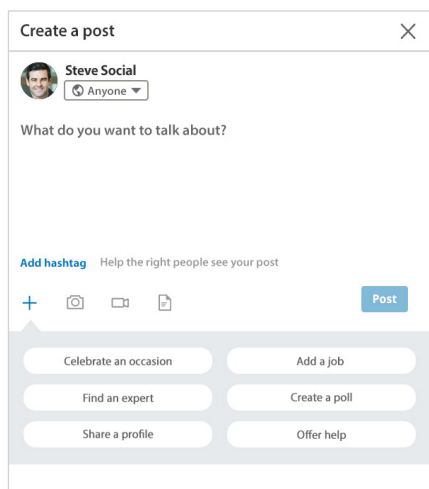 Create a post
Steve Social
Anyone
What do you want to talk about?
Add hashtag Help the right people see your post
Post
Celebrate an occasion Add a job
Find an expert Create a poll
Share a profile Offer help